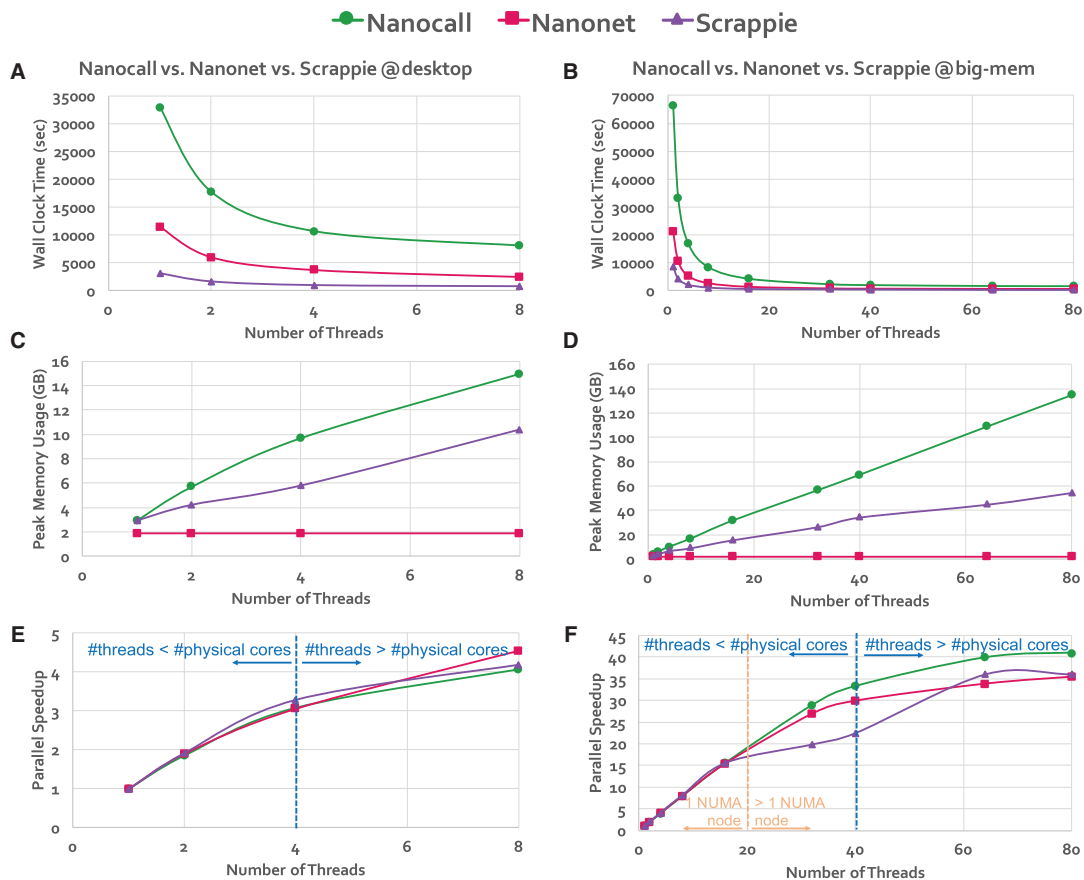 Nanocall Nanonet Scrappie
A
Nanocall vs. Nanonet vs. Scrappie @desktop
Wall Clock Time (sec)
35000
30000
25000
20000
15000
10000
5000
0
0 2 4 6 8
Number of Threads
B
Nanocall vs. Nanonet vs. Scrappie @big-mem
Wall Clock Time (sec)
70000
60000
50000
40000
30000
20000
10000
0
0 20 40 60 80
Number of Threads
C
Peak Memory Usage (GB)
16
14
12
10
8
6
4
2
0
0 2 4 6 8
Number of Threads
D
Peak Memory Usage (GB)
160
140
120
100
80
60
40
20
0
0 20 40 60 80
Number of Threads
E
Parallel Speedup
5
4
3
2
1
0
#threads < #physical cores
#threads > #physical cores
0 2 4 6 8
Number of Threads
F
Parallel Speedup
45
40
35
30
25
20
15
10
5
0
#threads < #physical cores
#threads > #physical cores
1 NUMA
node
> 1 NUMA
node
0 20 40 60 80
Number of Threads